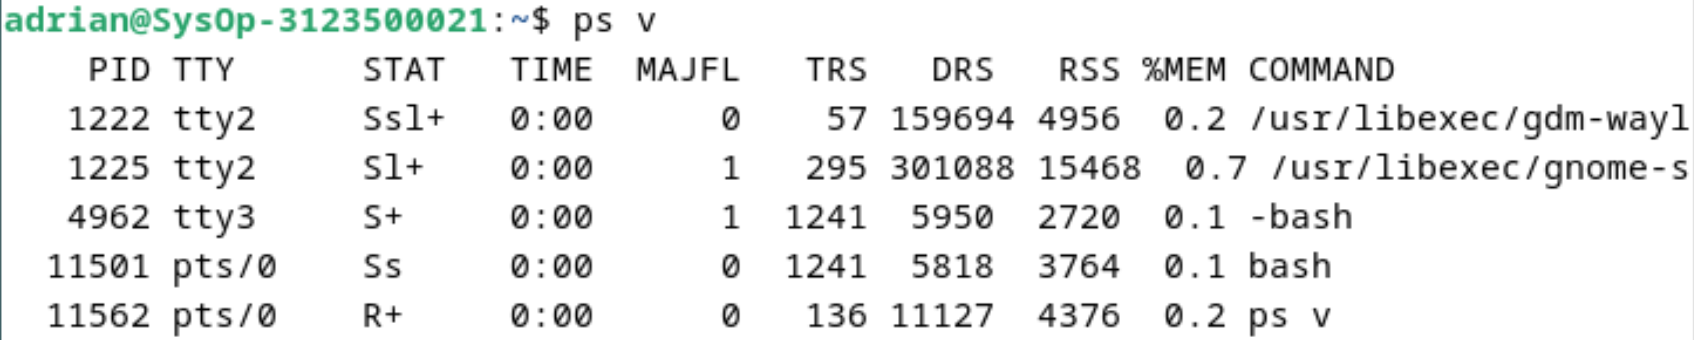 adrian@SysOp-3123500021:~$ ps v
    PID TTY      STAT   TIME  MAJFL   TRS   DRS   RSS %MEM COMMAND
   1222 tty2     Ssl+   0:00      0    57 159694 4956  0.2 /usr/libexec/gdm-wayl
   1225 tty2     Sl+    0:00      1   295 301088 15468  0.7 /usr/libexec/gnome-s
   4962 tty3     S+     0:00      1  1241  5950  2720  0.1 -bash
  11501 pts/0    Ss     0:00      0  1241  5818  3764  0.1 bash
  11562 pts/0    R+     0:00      0   136 11127  4376  0.2 ps v